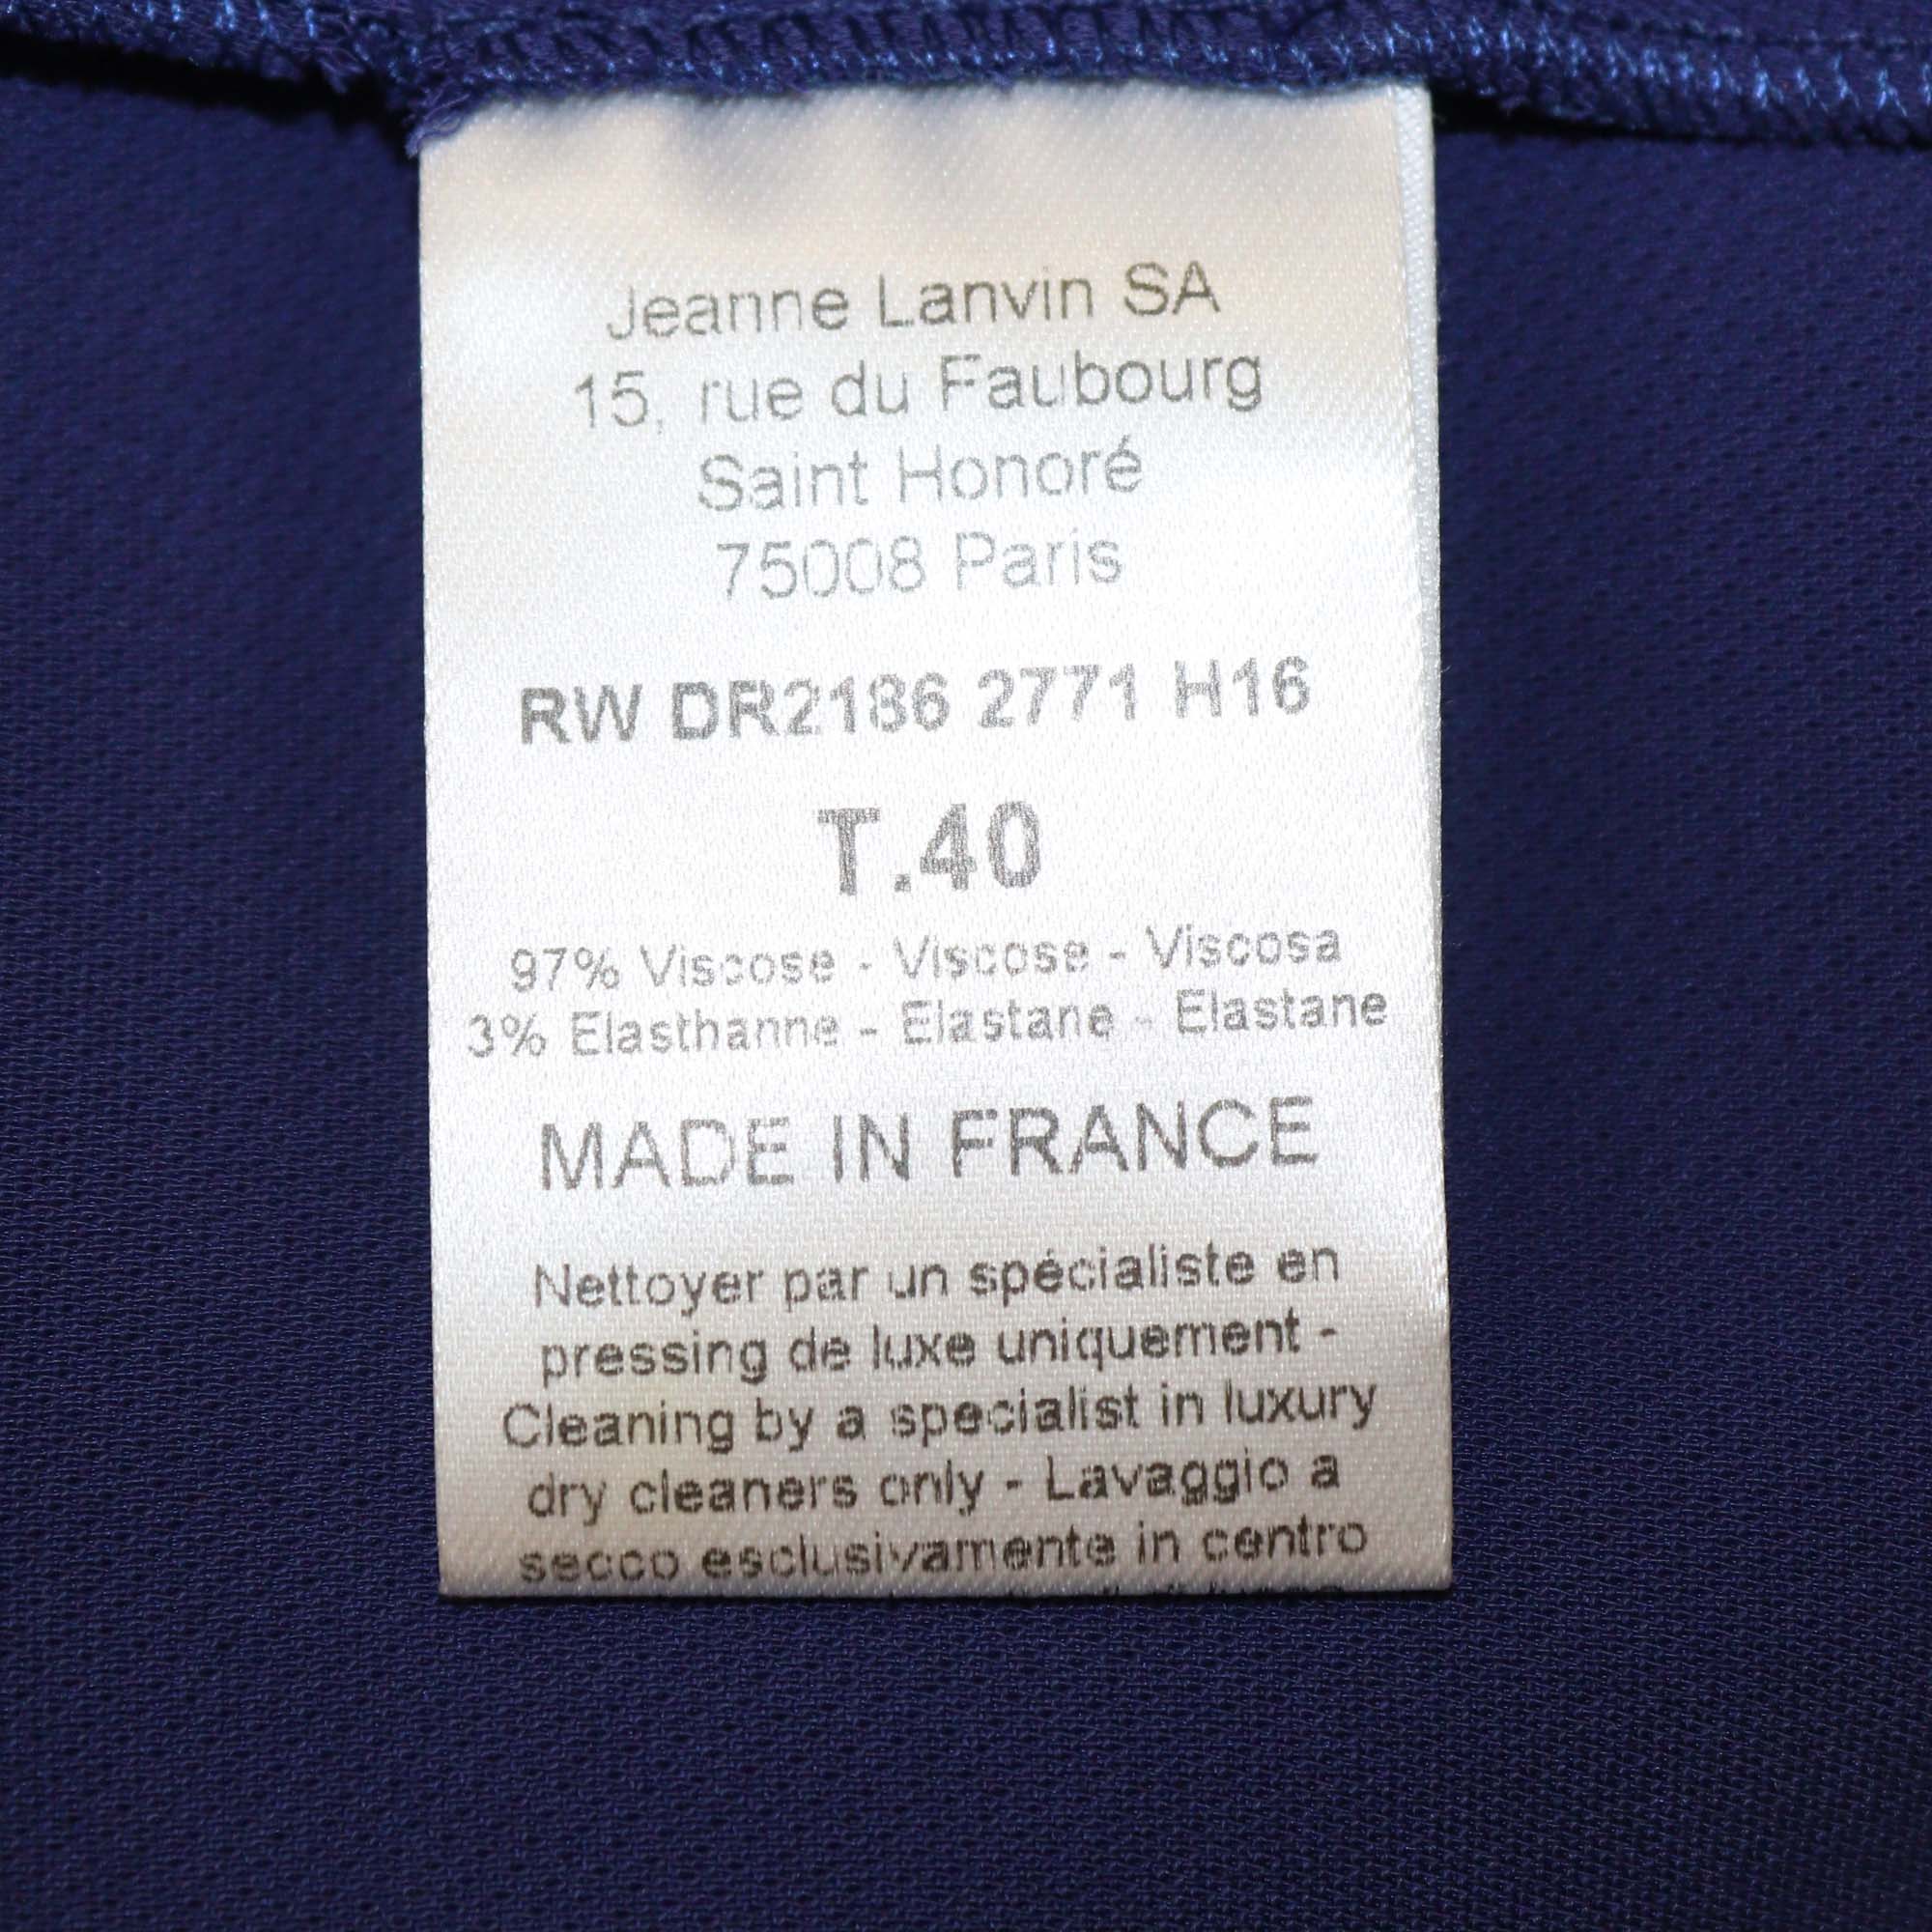 Jeanne Lanvin SA
15, rue du Faubourg
Saint Honoré
75008 Paris
RW DR2186 2771 H16
T.40
97% Viscose - Viscose - Viscosa
3% Elasthanne - Elastane - Elastane
MADE IN FRANCE
Nettoyer par un spécialiste en
pressing de luxe uniquement -
Cleaning by a specialist in luxury
dry cleaners only - Lavaggio a
secco esclusivamente in centro